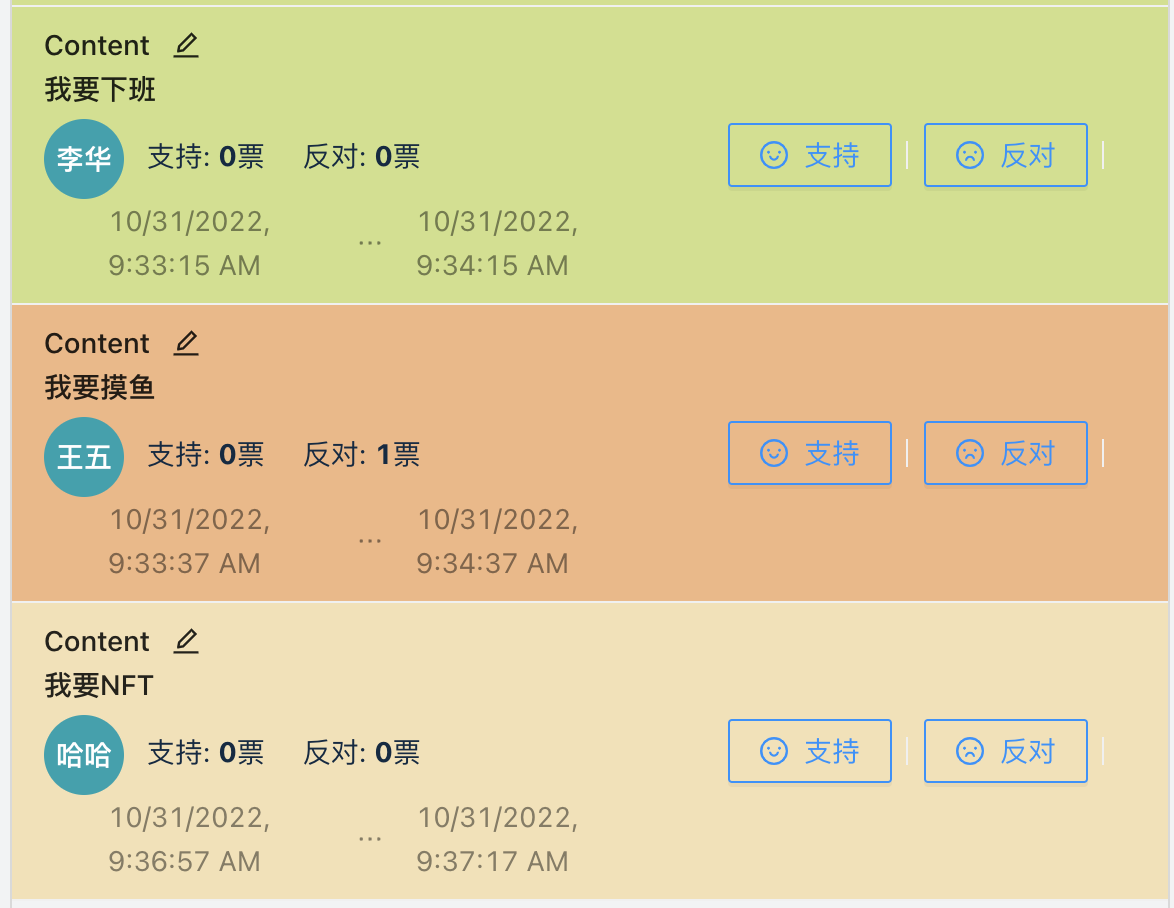 Content
我要下班
李华 支持: 0票 反对: 0票 支持 反对
10/31/2022, ... 10/31/2022,
9:33:15 AM 9:34:15 AM
Content
我要摸鱼
王五 支持: 0票 反对: 1票 支持 反对
10/31/2022, ... 10/31/2022,
9:33:37 AM 9:34:37 AM
Content
我要NFT
哈哈 支持: 0票 反对: 0票 支持 反对
10/31/2022, ... 10/31/2022,
9:36:57 AM 9:37:17 AM